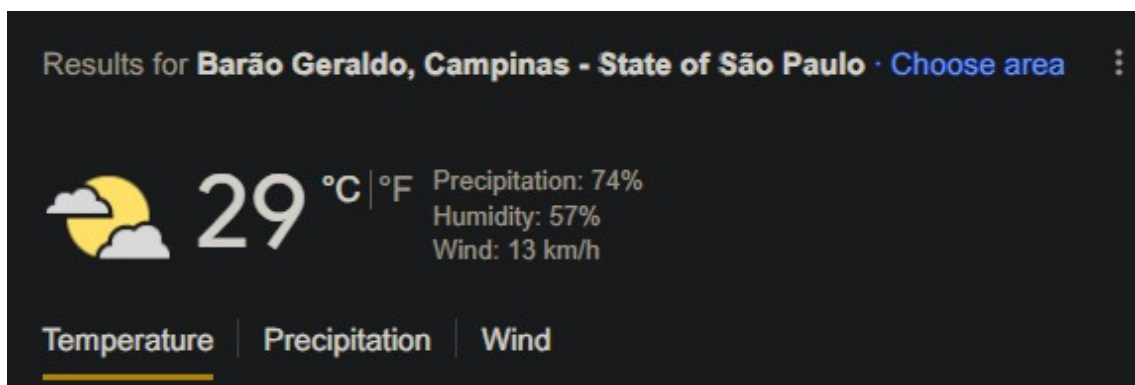 Results for Barão Geraldo, Campinas - State of São Paulo · Choose area
29 °C|°F
Precipitation: 74%
Humidity: 57%
Wind: 13 km/h
Temperature
Precipitation
Wind